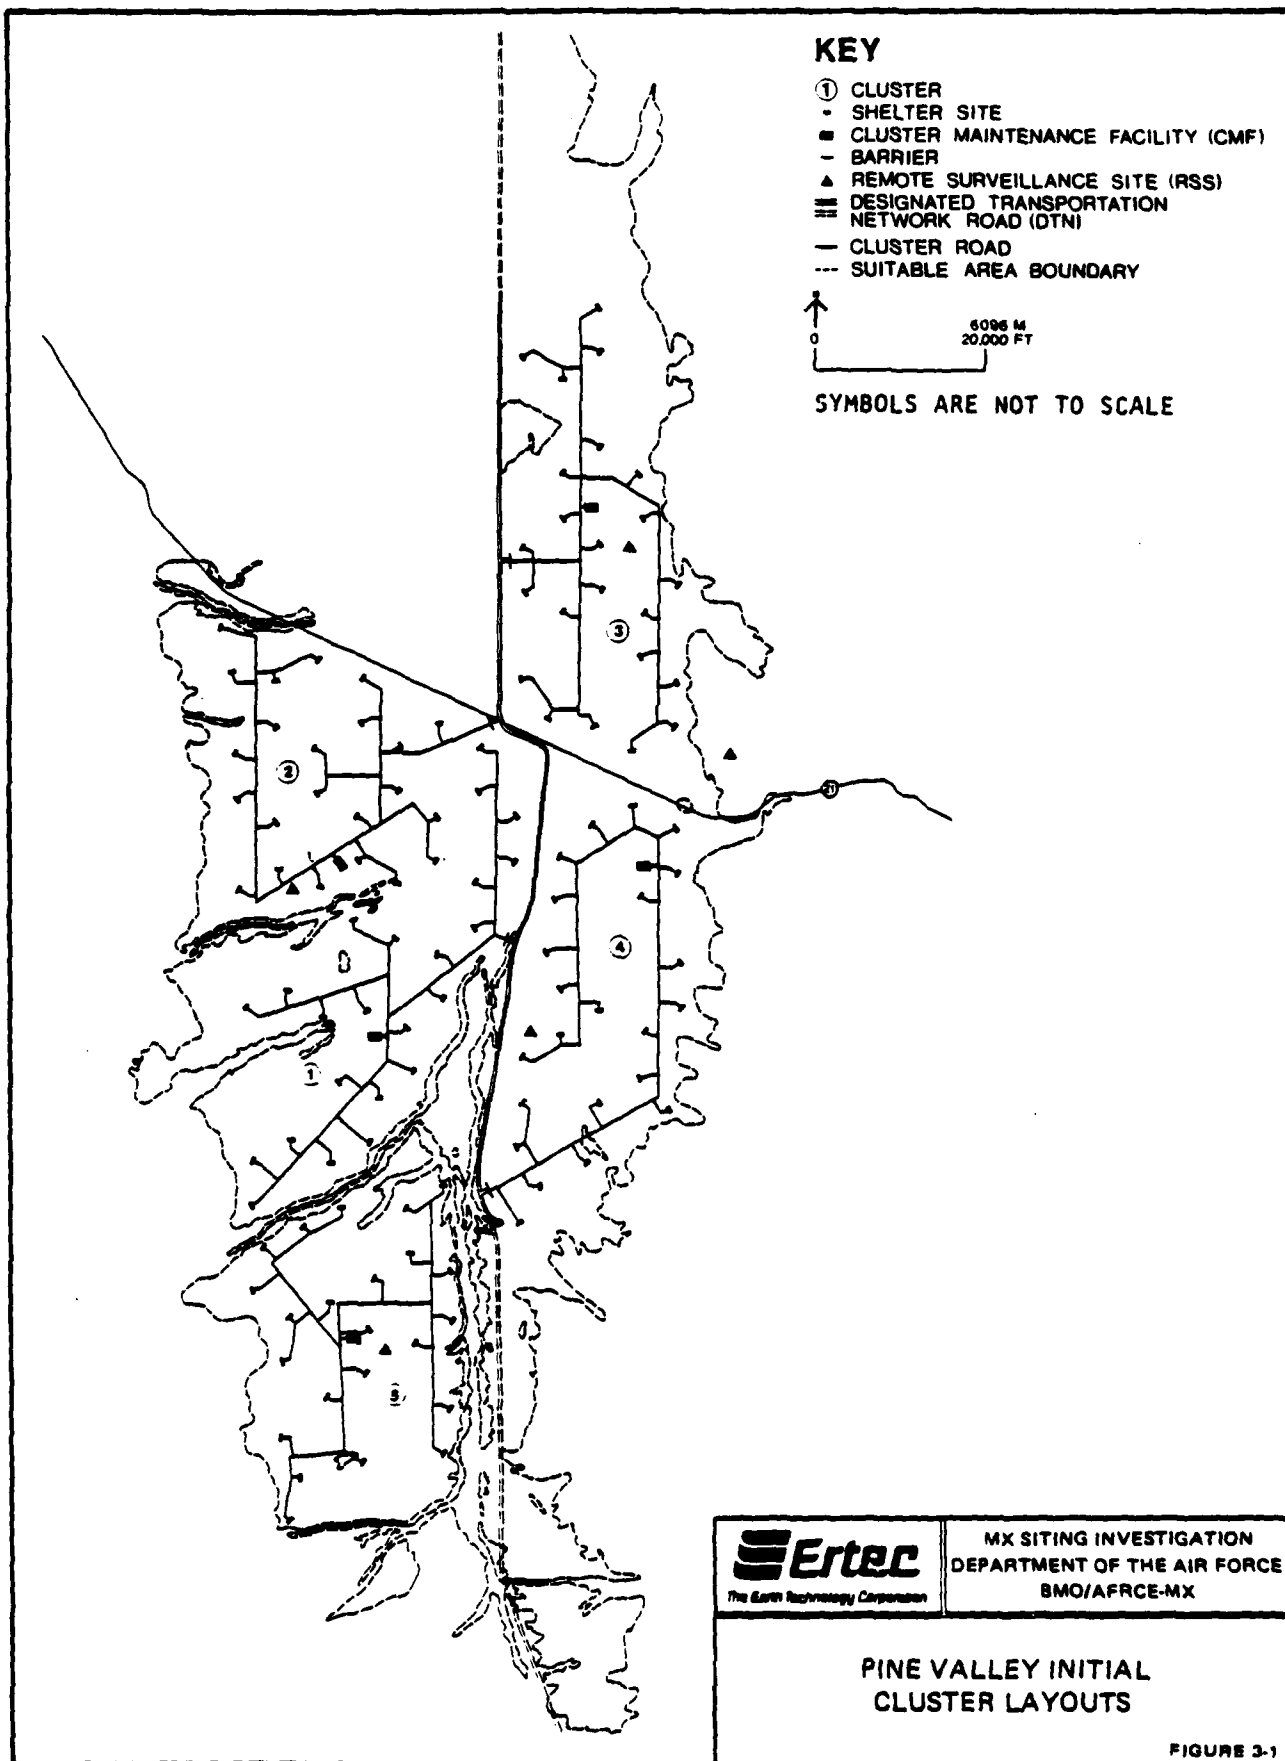 KEY
1 CLUSTER
SHELTER SITE
CLUSTER MAINTENANCE FACILITY (CMF)
BARRIER
REMOTE SURVEILLANCE SITE (RSS)
DESIGNATED TRANSPORTATION
NETWORK ROAD (DTN)
CLUSTER ROAD
SUITABLE AREA BOUNDARY
6096 M
0 20,000 FT
SYMBOLS ARE NOT TO SCALE
3
2
21
4
1
5
Ertec
The Earth Technology Corporation
MX SITING INVESTIGATION
DEPARTMENT OF THE AIR FORCE
BMO/AFRCE-MX
PINE VALLEY INITIAL
CLUSTER LAYOUTS
FIGURE 3-1